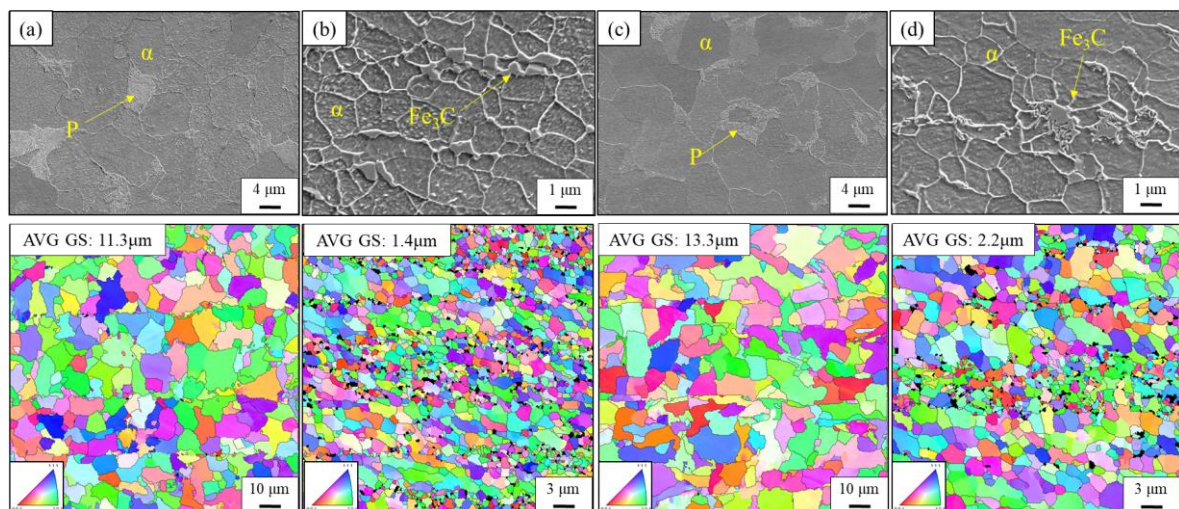 (a)
α
P
4 μm
(b)
α
Fe₃C
1 μm
(c)
α
P
4 μm
(d)
α
Fe₃C
1 μm
AVG GS: 11.3μm
10 μm
AVG GS: 1.4μm
3 μm
AVG GS: 13.3μm
10 μm
AVG GS: 2.2μm
3 μm